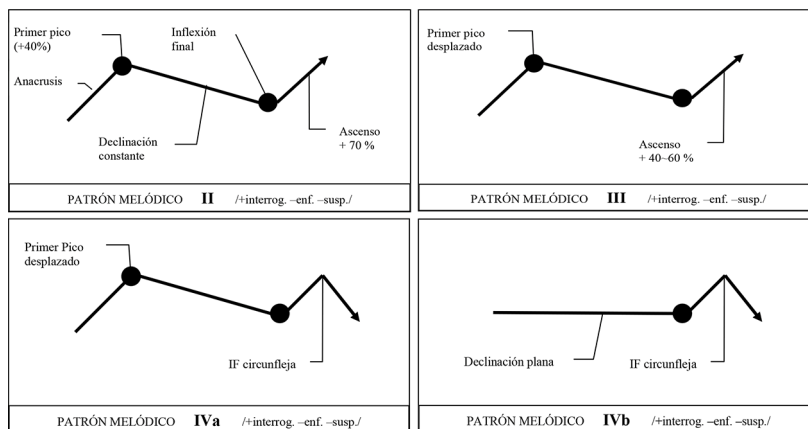 Primer pico
(+40%)
Anacrusis
Inflexión
final
Declinación
constante
Ascenso
+ 70 %
PATRÓN MELÓDICO II /+interrog. –enf. –susp./
Primer pico
desplazado
Ascenso
+ 40~60 %
PATRÓN MELÓDICO III /+interrog. –enf. –susp./
Primer Pico
desplazado
IF circunfleja
PATRÓN MELÓDICO IVa /+interrog. –enf. –susp./
Declinación plana
IF circunfleja
PATRÓN MELÓDICO IVb /+interrog. –enf. –susp./